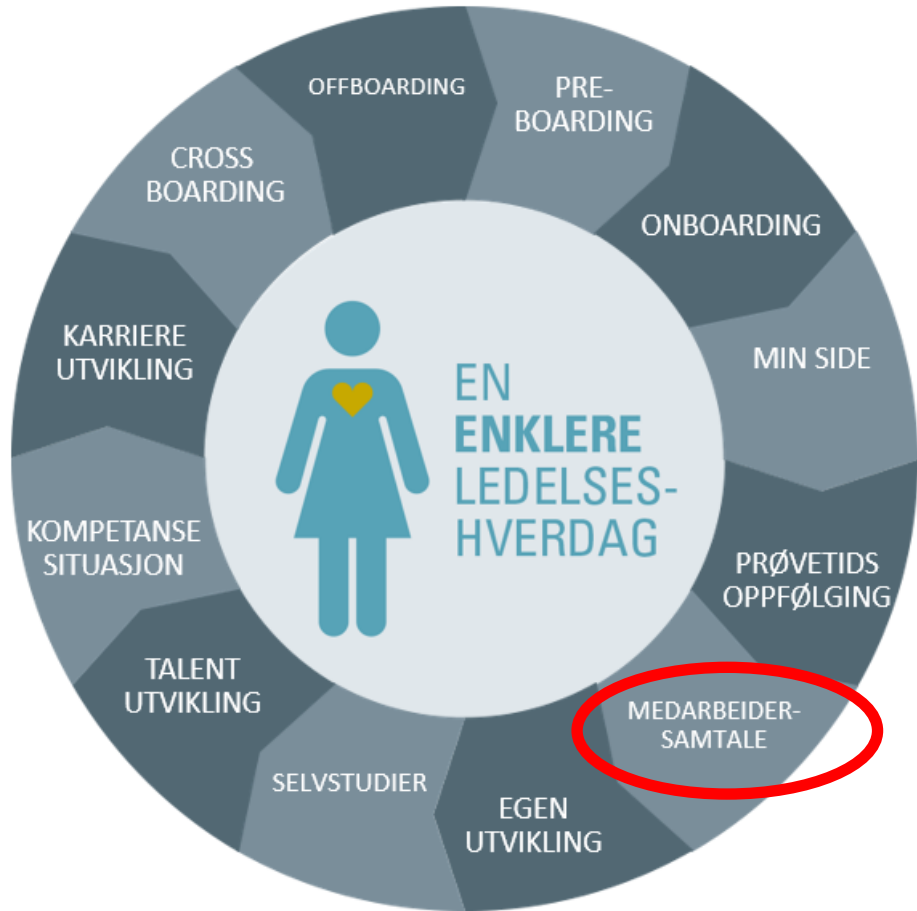 OFFBOARDING
PRE-
BOARDING
ONBOARDING
MIN SIDE
PRØVETIDS
OPPFØLGING
MEDARBEIDER-
SAMTALE
EGEN
UTVIKLING
SELVSTUDIER
TALENT
UTVIKLING
KOMPETANSE
SITUASJON
KARRIERE
UTVIKLING
CROSS
BOARDING
EN
ENKLERE
LEDELSES-
HVERDAG